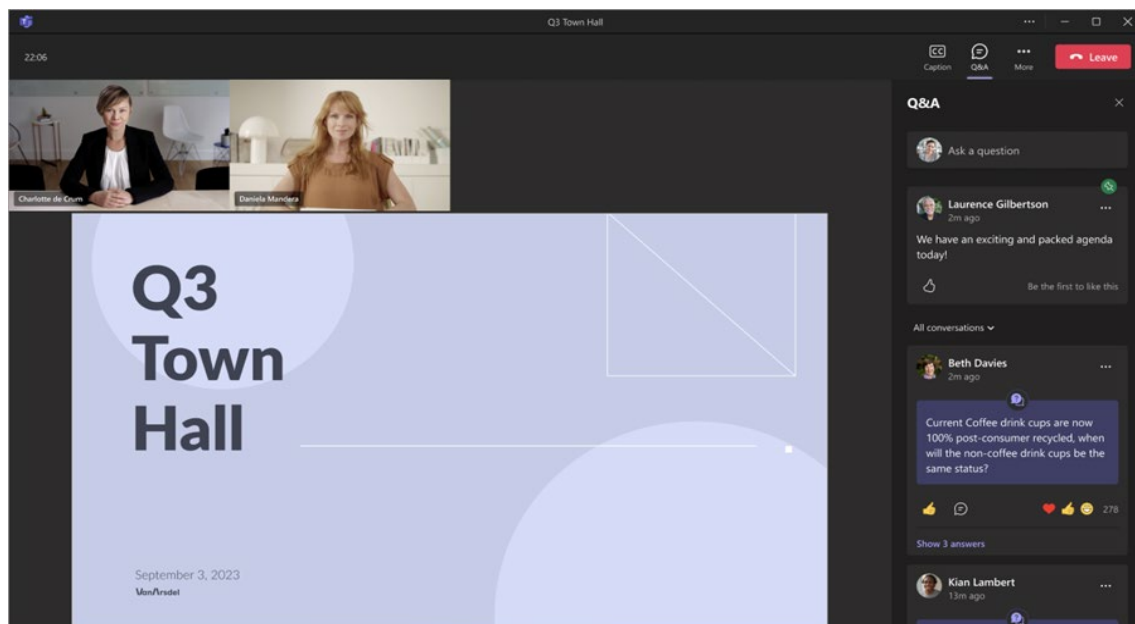 Q3 Town Hall
22:06
Caption
Q&A
More
Leave
Charlotte de Crum
Daniela Mandera
Q3
Town
Hall
September 3, 2023
VanArsdel
Q&A
Ask a question
Laurence Gilbertson
2m ago
We have an exciting and packed agenda
today!
Be the first to like this
All conversations
Beth Davies
2m ago
Current Coffee drink cups are now
100% post-consumer recycled, when
will the non-coffee drink cups be the
same status?
278
Show 3 answers
Kian Lambert
13m ago